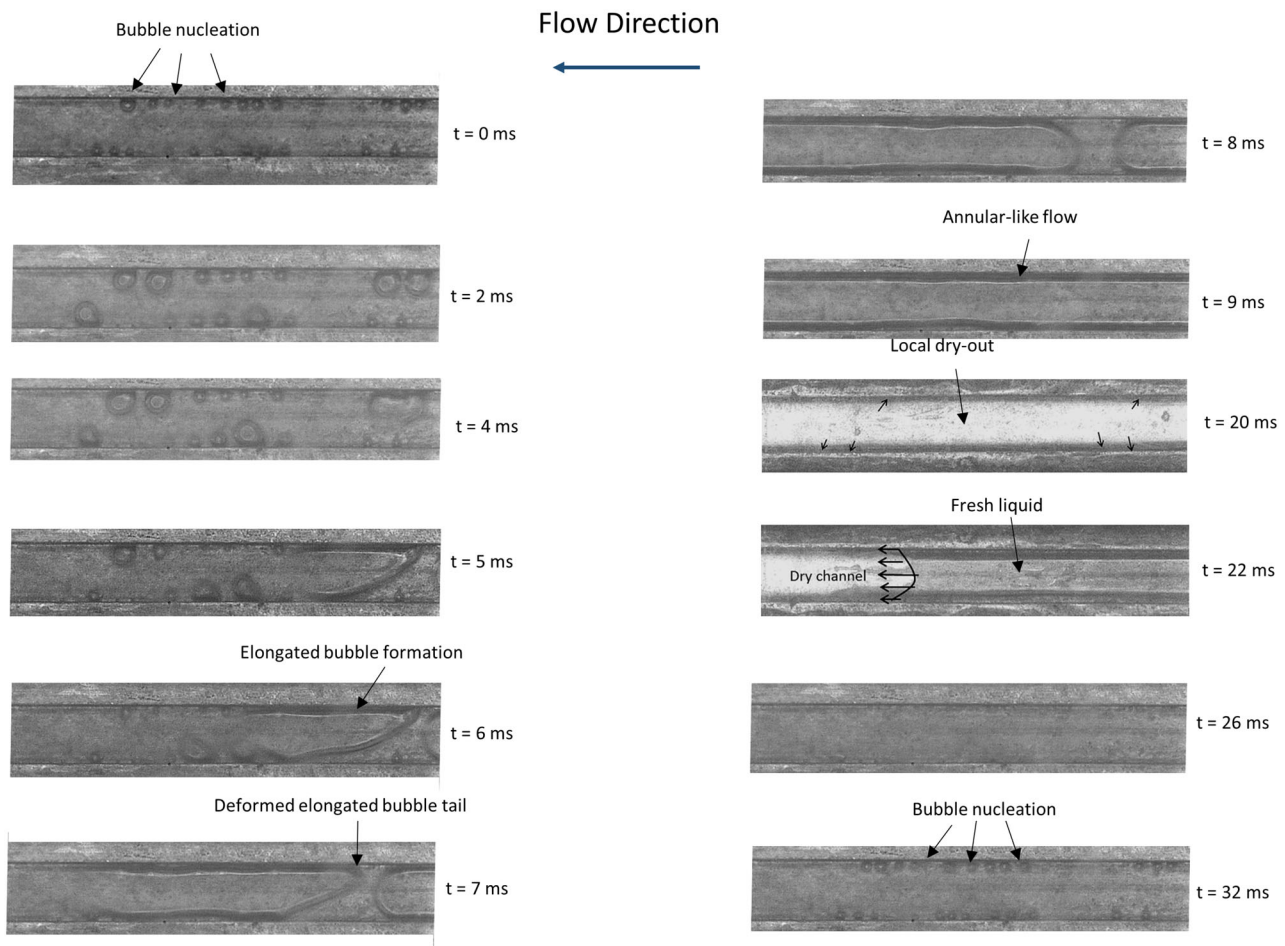 Flow Direction
Bubble nucleation
t = 0 ms
t = 2 ms
t = 4 ms
t = 5 ms
Elongated bubble formation
t = 6 ms
Deformed elongated bubble tail
t = 7 ms
t = 8 ms
Annular-like flow
t = 9 ms
Local dry-out
t = 20 ms
Fresh liquid
Dry channel
t = 22 ms
t = 26 ms
Bubble nucleation
t = 32 ms